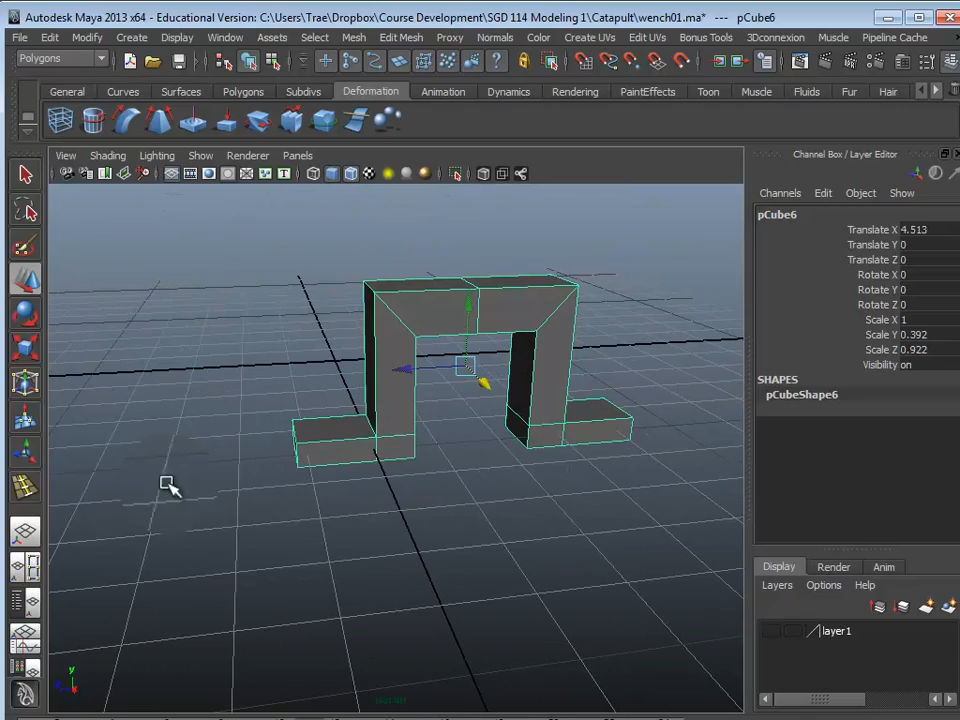 Autodesk Maya 2013 x64 - Educational Version: C:\Users\Trae\Dropbox\Course Development\SGD 114 Modeling 1\Catapult\wench01.ma* --- pCube6
File Edit Modify Create Display Window Assets Select Mesh Edit Mesh Proxy Normals Color Create UVs Edit UVs Bonus Tools 3Dconnexion Muscle Pipeline Cache
Polygons
General Curves Surfaces Polygons Subdivs Deformation Animation Dynamics Rendering PaintEffects Toon Muscle Fluids Fur Hair
View Shading Lighting Show Renderer Panels
Channel Box / Layer Editor
Channels Edit Object Show
pCube6
Translate X 4.513
Translate Y 0
Translate Z 0
Rotate X 0
Rotate Y 0
Rotate Z 0
Scale X 1
Scale Y 0.392
Scale Z 0.922
Visibility on
SHAPES
pCubeShape6
Display Render Anim
Layers Options Help
layer1
y